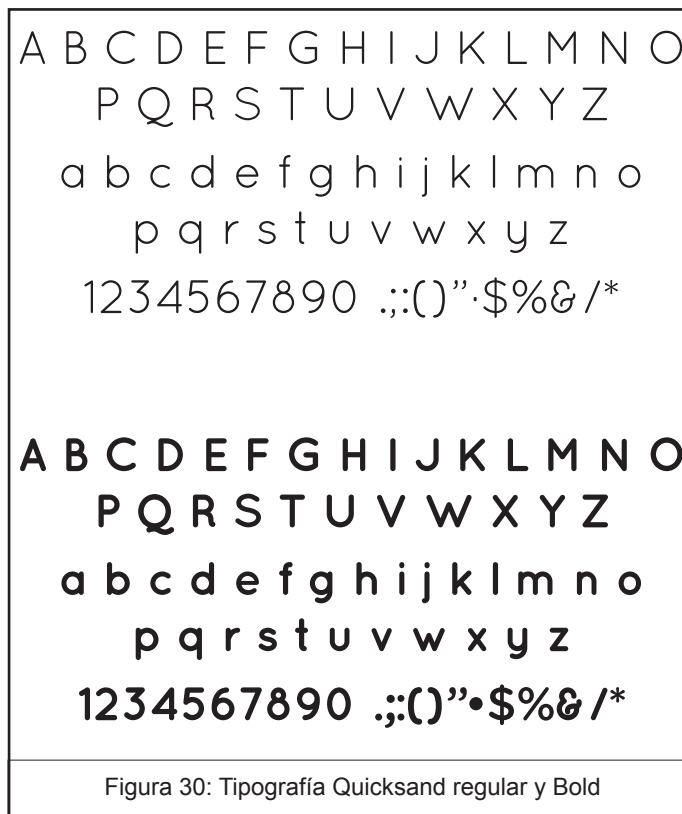 A B C D E F G H I J K L M N O
P Q R S T U V W X Y Z
a b c d e f g h i j k l m n o
p q r s t u v w x y z
1234567890 .;:()”·$%& /*
A B C D E F G H I J K L M N O
P Q R S T U V W X Y Z
a b c d e f g h i j k l m n o
p q r s t u v w x y z
1234567890 .;:()”•$%& /*
Figura 30: Tipografía Quicksand regular y Bold